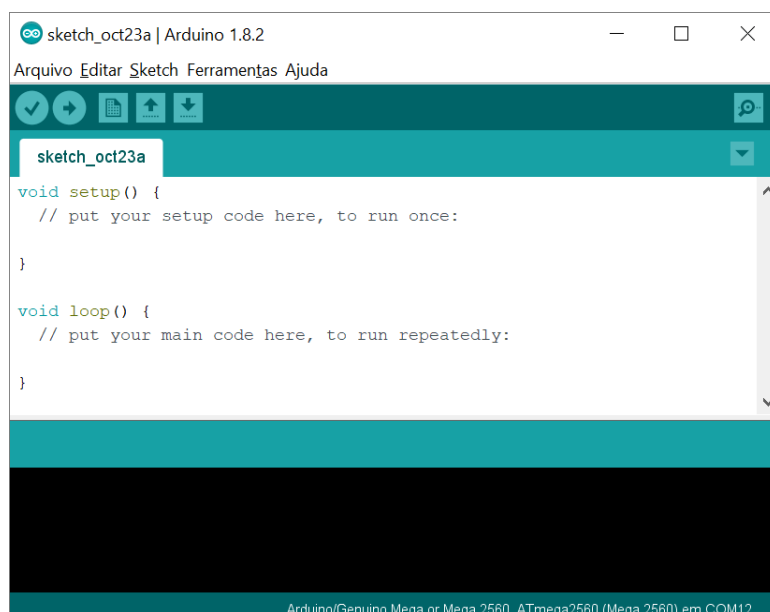 sketch_oct23a | Arduino 1.8.2
Arquivo Editar Sketch Ferramentas Ajuda
sketch_oct23a
void setup() {
// put your setup code here, to run once:
}
void loop() {
// put your main code here, to run repeatedly:
}
Arduino/Genuino Mega or Mega 2560, ATmega2560 (Mega 2560) em COM12